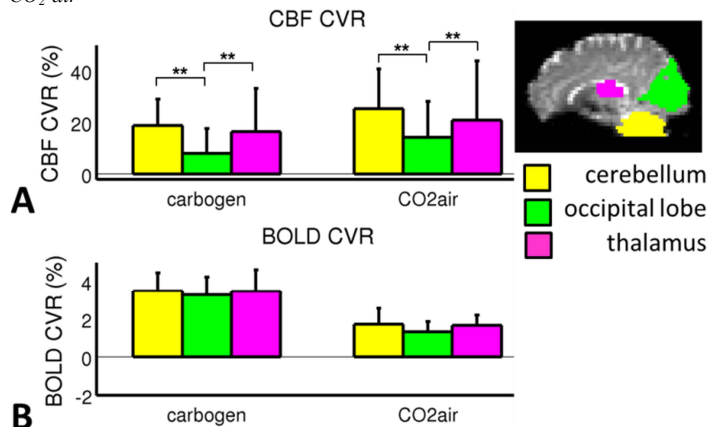 CO2 air
CBF CVR
CBF CVR (%)
40
20
0
** ** ** **
carbogen CO2air
A
cerebellum
occipital lobe
thalamus
BOLD CVR
BOLD CVR (%)
4
2
0
-2
carbogen CO2air
B